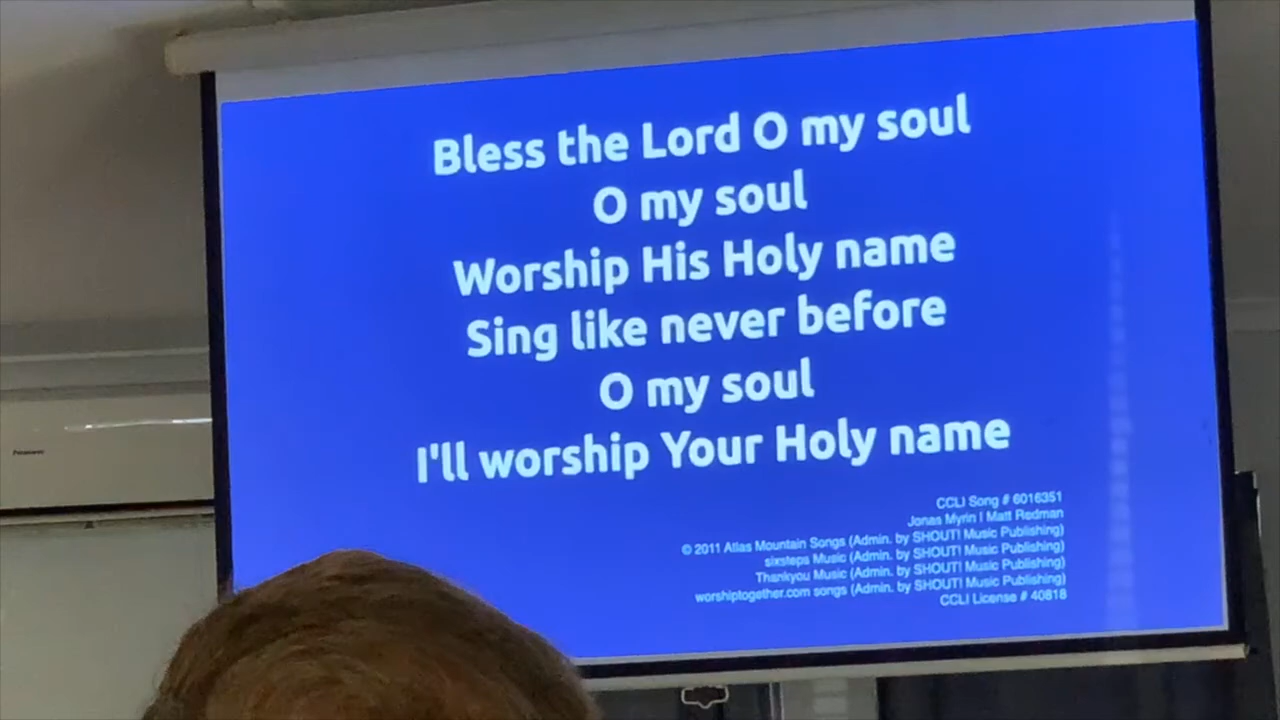 Bless the Lord O my soul
O my soul
Worship His Holy name
Sing like never before
O my soul
I'll worship Your Holy name
CCLI Song # 6016351
Jonas Myrin | Matt Redman
© 2011 Atlas Mountain Songs (Admin. by SHOUT! Music Publishing)
sixsteps Music (Admin. by SHOUT! Music Publishing)
Thankyou Music (Admin. by SHOUT! Music Publishing)
worshiptogether.com songs (Admin. by SHOUT! Music Publishing)
CCLI License # 40818